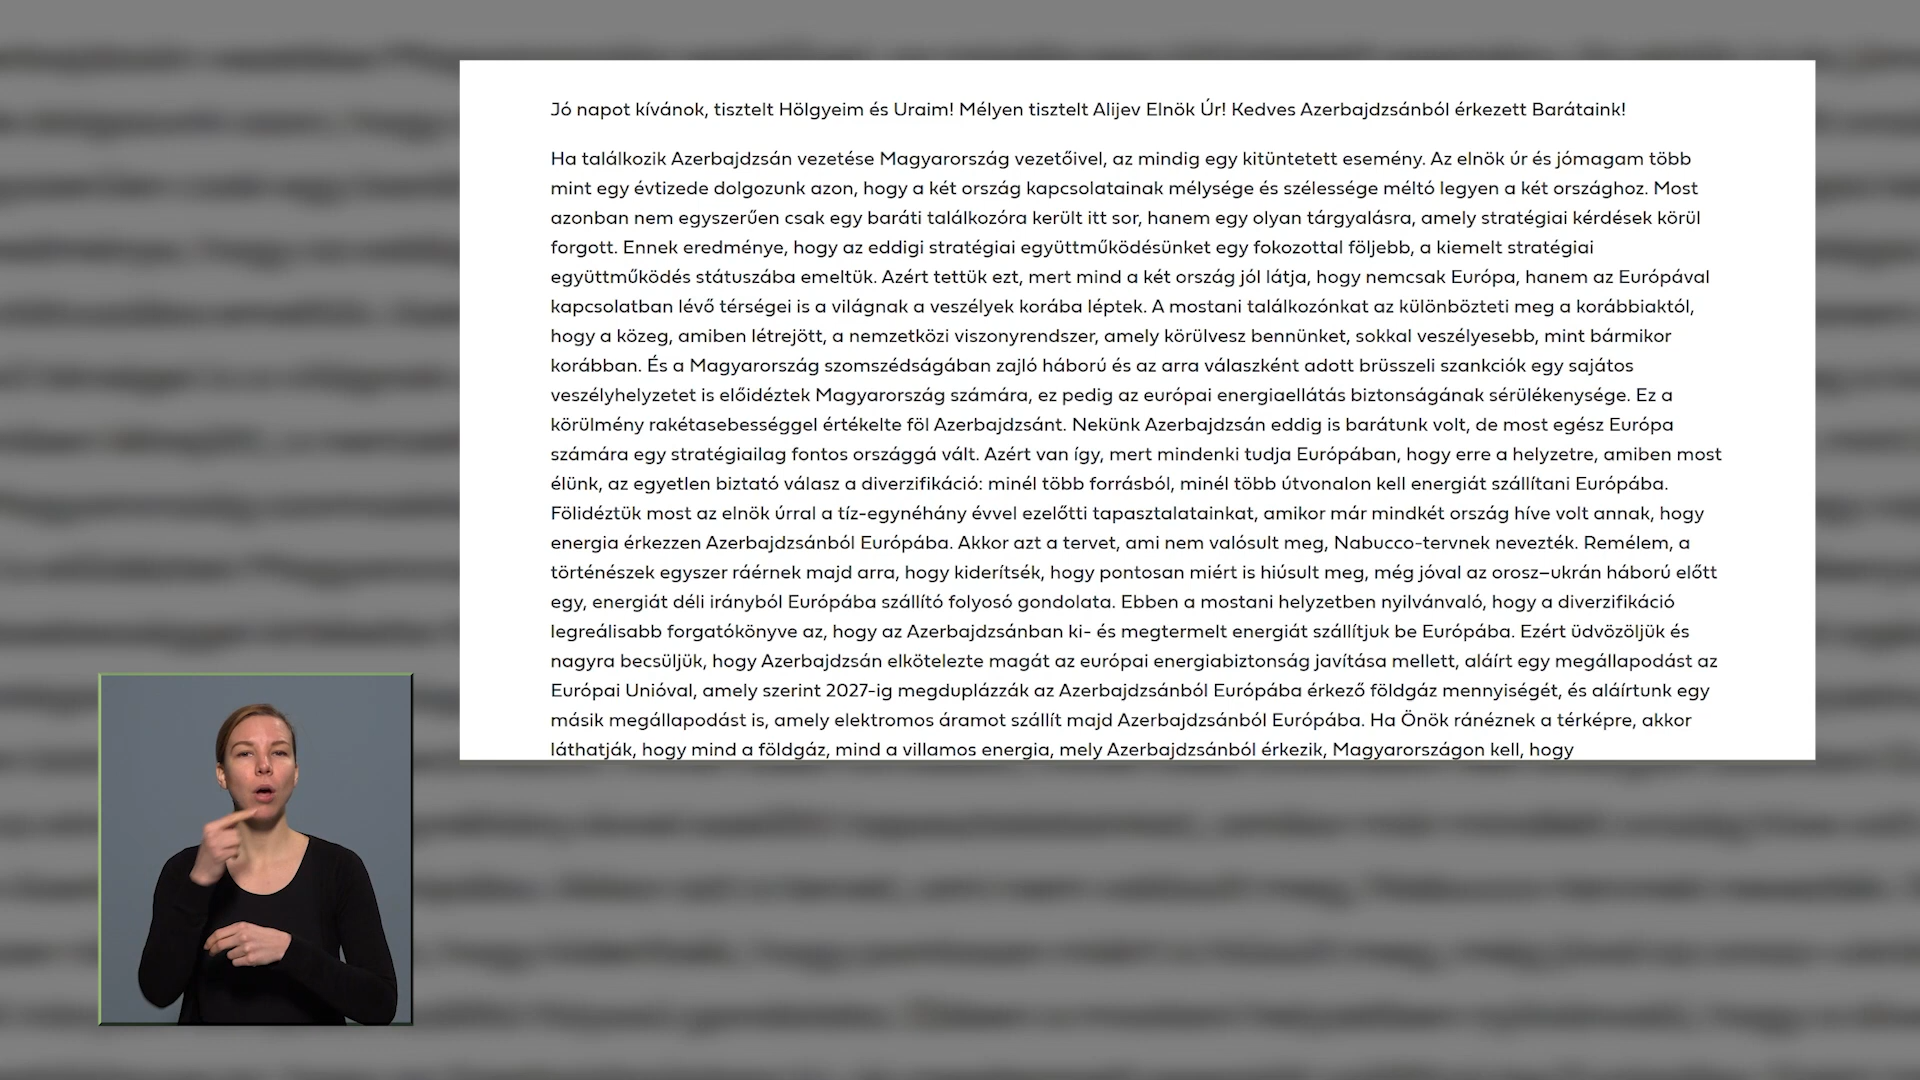 Jó napot kívánok, tisztelt Hölgyeim és Uraim! Mélyen tisztelt Alijev Elnök Úr! Kedves Azerbajdzsánból érkezett Barátaink!
Ha találkozik Azerbajdzsán vezetése Magyarország vezetőivel, az mindig egy kitüntetett esemény. Az elnök úr és jómagam több
mint egy évtizede dolgozunk azon, hogy a két ország kapcsolatainak mélysége és szélessége méltó legyen a két országhoz. Most
azonban nem egyszerűen csak egy baráti találkozóra került itt sor, hanem egy olyan tárgyalásra, amely stratégiai kérdések körül
forgott. Ennek eredménye, hogy az eddigi stratégiai együttműködésünket egy fokozottal följebb, a kiemelt stratégiai
együttműködés státuszába emeltük. Azért tettük ezt, mert mind a két ország jól látja, hogy nemcsak Európa, hanem az Európával
kapcsolatban lévő térségei is a világnak a veszélyek korába léptek. A mostani találkozónkat az különbözteti meg a korábbiaktól,
hogy a közeg, amiben létrejött, a nemzetközi viszonyrendszer, amely körülvesz bennünket, sokkal veszélyesebb, mint bármikor
korábban. És a Magyarország szomszédságában zajló háború és az arra válaszként adott brüsszeli szankciók egy sajátos
veszélyhelyzetet is előidéztek Magyarország számára, ez pedig az európai energiaellátás biztonságának sérülékenysége. Ez a
körülmény rakétasebességgel értékelte föl Azerbajdzsánt. Nekünk Azerbajdzsán eddig is barátunk volt, de most egész Európa
számára egy stratégiailag fontos országgá vált. Azért van így, mert mindenki tudja Európában, hogy erre a helyzetre, amiben most
élünk, az egyetlen biztató válasz a diverzifikáció: minél több forrásból, minél több útvonalon kell energiát szállítani Európába.
Fölidéztük most az elnök úrral a tíz-egynéhány évvel ezelőtti tapasztalatainkat, amikor már mindkét ország híve volt annak, hogy
energia érkezzen Azerbajdzsánból Európába. Akkor azt a tervet, ami nem valósult meg, Nabucco-tervnek nevezték. Remélem, a
történészek egyszer ráérnek majd arra, hogy kiderítsék, hogy pontosan miért is hiúsult meg, még jóval az orosz–ukrán háború előtt
egy, energiát déli irányból Európába szállító folyosó gondolata. Ebben a mostani helyzetben nyilvánvaló, hogy a diverzifikáció
legreálisabb forgatókönyve az, hogy az Azerbajdzsánban ki- és megtermelt energiát szállítjuk be Európába. Ezért üdvözöljük és
nagyra becsüljük, hogy Azerbajdzsán elkötelezte magát az európai energiabiztonság javítása mellett, aláírt egy megállapodást az
Európai Unióval, amely szerint 2027-ig megduplázzák az Azerbajdzsánból Európába érkező földgáz mennyiségét, és aláírtunk egy
másik megállapodást is, amely elektromos áramot szállít majd Azerbajdzsánból Európába. Ha Önök ránéznek a térképre, akkor
láthatják, hogy mind a földgáz, mind a villamos energia, mely Azerbajdzsánból érkezik, Magyarországon kell, hogy